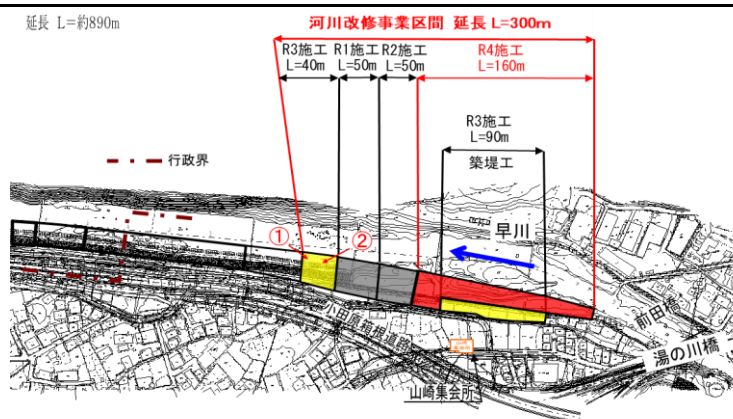 延長 L=約890m
河川改修事業区間 延長 L=300m
R3施工
L=40m
R1施工
L=50m
R2施工
L=50m
R4施工
L=160m
R3施工
L=90m
築堤工
行政界
早川
①
②
小田急箱根道路
前田橋
湯の川橋
山崎集会所